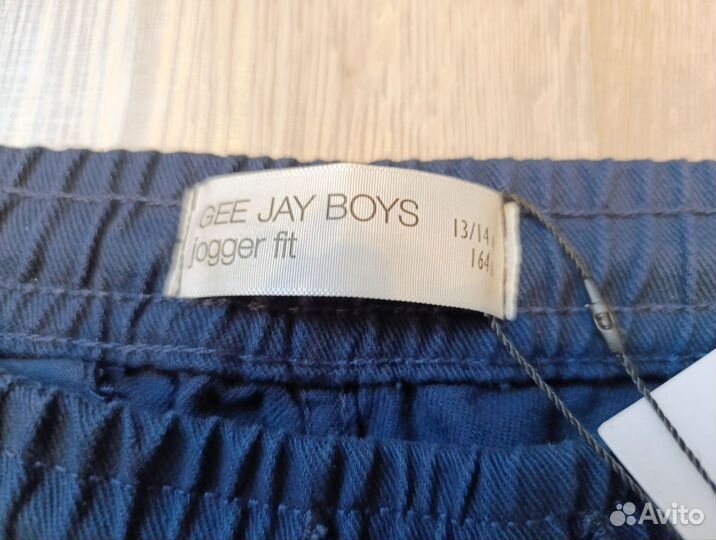 GEE JAY BOYS
jogger fit
13/14
164
Avito